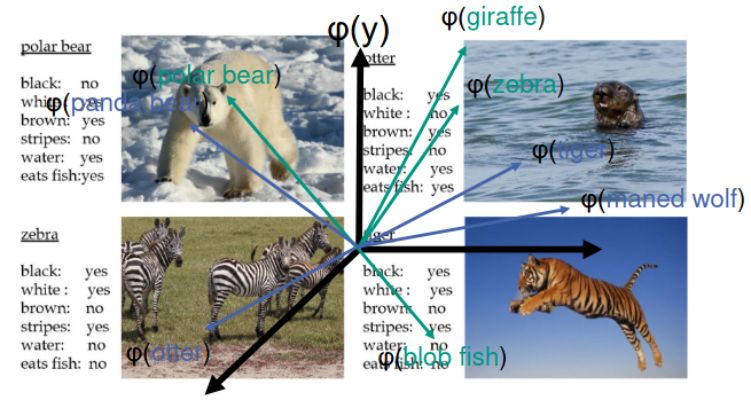 φ(y)
φ(giraffe)
polar bear
black: no
brown: yes
stripes: no
water: yes
eats fish:yes
φ(polar bear)
φ(panda bear)
otter
black: yes
white : no
brown: yes
stripes: no
water: yes
eats fish: yes
φ(zebra)
φ(tiger)
φ(maned wolf)
zebra
black: yes
white : yes
brown: no
stripes: yes
water: no
eats fish: no
φ(otter)
tiger
black: yes
white : yes
brown: yes
stripes: yes
water: no
eats fish: no
φ(blob fish)